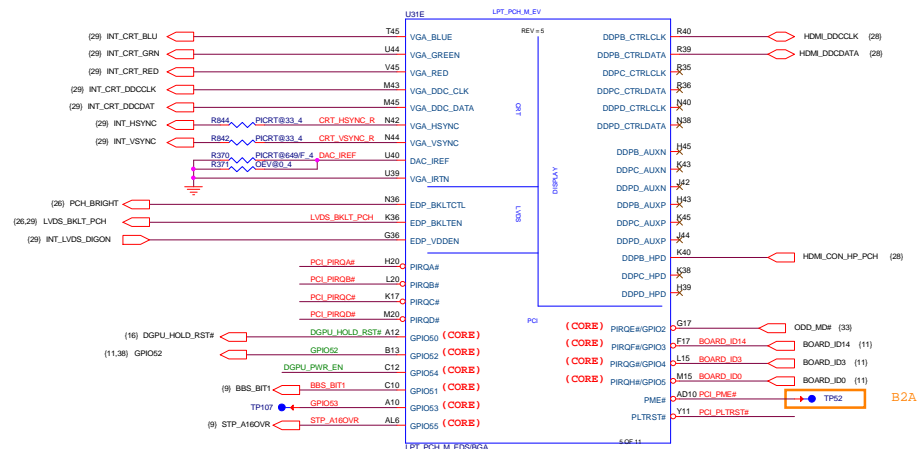 U31E LPT_PCH_M_EV
REV = 5
(29) INT_CRT_BLU T45 VGA_BLUE DDPB_CTRLCLK R40 HDMI_DDCCLK (28)
(29) INT_CRT_GRN U44 VGA_GREEN DDPB_CTRLDATA R39 HDMI_DDCDATA (28)
(29) INT_CRT_RED V45 VGA_RED DDPC_CTRLCLK R35
(29) INT_CRT_DDCCLK M43 VGA_DDC_CLK DDPC_CTRLDATA R36
(29) INT_CRT_DDCDAT M45 VGA_DDC_DATA DDPD_CTRLCLK N40
(29) INT_HSYNC R844 PICRT@33_4 CRT_HSYNC_R N42 VGA_HSYNC DDPD_CTRLDATA N38
(29) INT_VSYNC R842 PICRT@33_4 CRT_VSYNC_R N44 VGA_VSYNC
CRT
DDPB_AUXN H45
R370 PICRT@649/F_4 DAC_IREF U40 DAC_IREF
R371 OEV@0_4
DDPC_AUXN K43
U39 VGA_IRTN
DDPD_AUXN J42
DISPLAY
(26) PCH_BRIGHT N36 EDP_BKLTCTL DDPB_AUXP H43
(26,29) LVDS_BKLT_PCH LVDS_BKLT_PCH K36 EDP_BKLTEN DDPC_AUXP K45
LVDS
(29) INT_LVDS_DIGON G36 EDP_VDDEN DDPD_AUXP J44
DDPB_HPD K40 HDMI_CON_HP_PCH (28)
PCI_PIRQA# H20 PIRQA# DDPC_HPD K38
PCI_PIRQB# L20 PIRQB# DDPD_HPD H39
PCI_PIRQC# K17 PIRQC#
PCI_PIRQD# M20 PIRQD#
PCI
(16) DGPU_HOLD_RST# DGPU_HOLD_RST# A12 GPIO50 (CORE) (CORE) PIRQE#/GPIO2 G17 ODD_MD# (33)
(11,38) GPIO52 GPIO52 B13 GPIO52 (CORE) (CORE) PIRQF#/GPIO3 F17 BOARD_ID14 BOARD_ID14 (11)
DGPU_PWR_EN C12 GPIO54 (CORE) (CORE) PIRQG#/GPIO4 L15 BOARD_ID3 BOARD_ID3 (11)
(9) BBS_BIT1 BBS_BIT1 C10 GPIO51 (CORE) (CORE) PIRQH#/GPIO5 M15 BOARD_ID0 BOARD_ID0 (11)
TP107 GPIO53 A10 GPIO53 (CORE) PME# AD10 PCI_PME# TP52 B2A
(9) STP_A16OVR STP_A16OVR AL6 GPIO55 (CORE) PLTRST# Y11 PCI_PLTRST#
5 OF 11
LPT_PCH_M_EDS/BGA